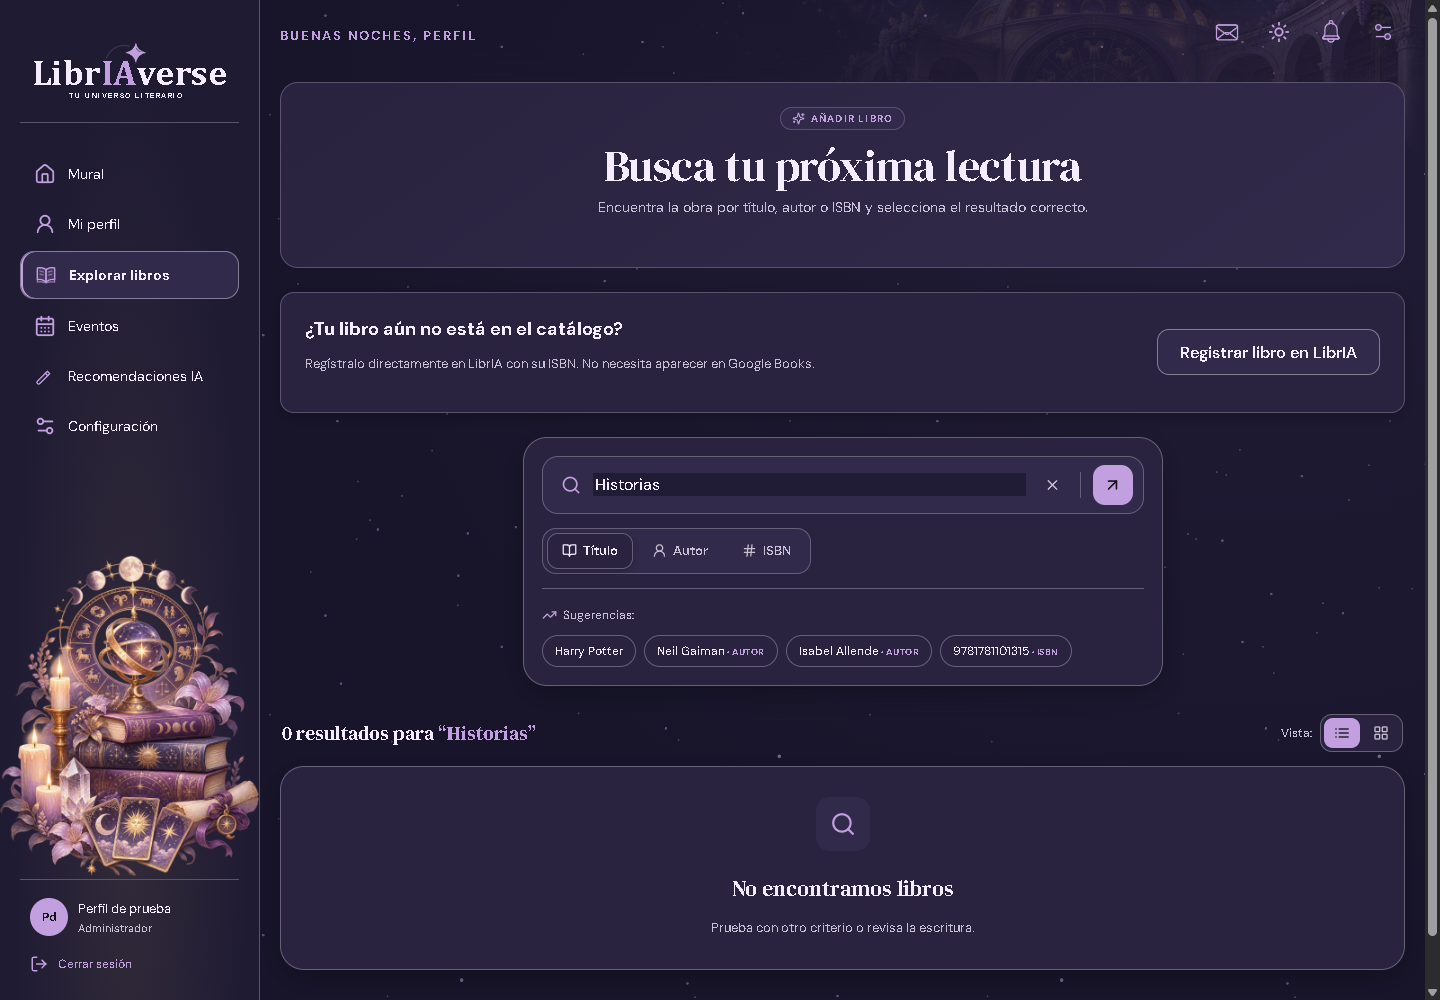 LibrIAverse
TU UNIVERSO LITERARIO
Mural
Mi perfil
Explorar libros
Eventos
Recomendaciones IA
Configuración
Pd
Perfil de prueba
Administrador
Cerrar sesión
BUENAS NOCHES, PERFIL
AÑADIR LIBRO
Busca tu próxima lectura
Encuentra la obra por título, autor o ISBN y selecciona el resultado correcto.
¿Tu libro aún no está en el catálogo?
Regístralo directamente en LibrIA con su ISBN. No necesita aparecer en Google Books.
Registrar libro en LibrIA
Historias
Título Autor ISBN
Sugerencias:
Harry Potter Neil Gaiman · AUTOR Isabel Allende · AUTOR 9781781101315 · ISBN
0 resultados para “Historias”
Vista:
No encontramos libros
Prueba con otro criterio o revisa la escritura.